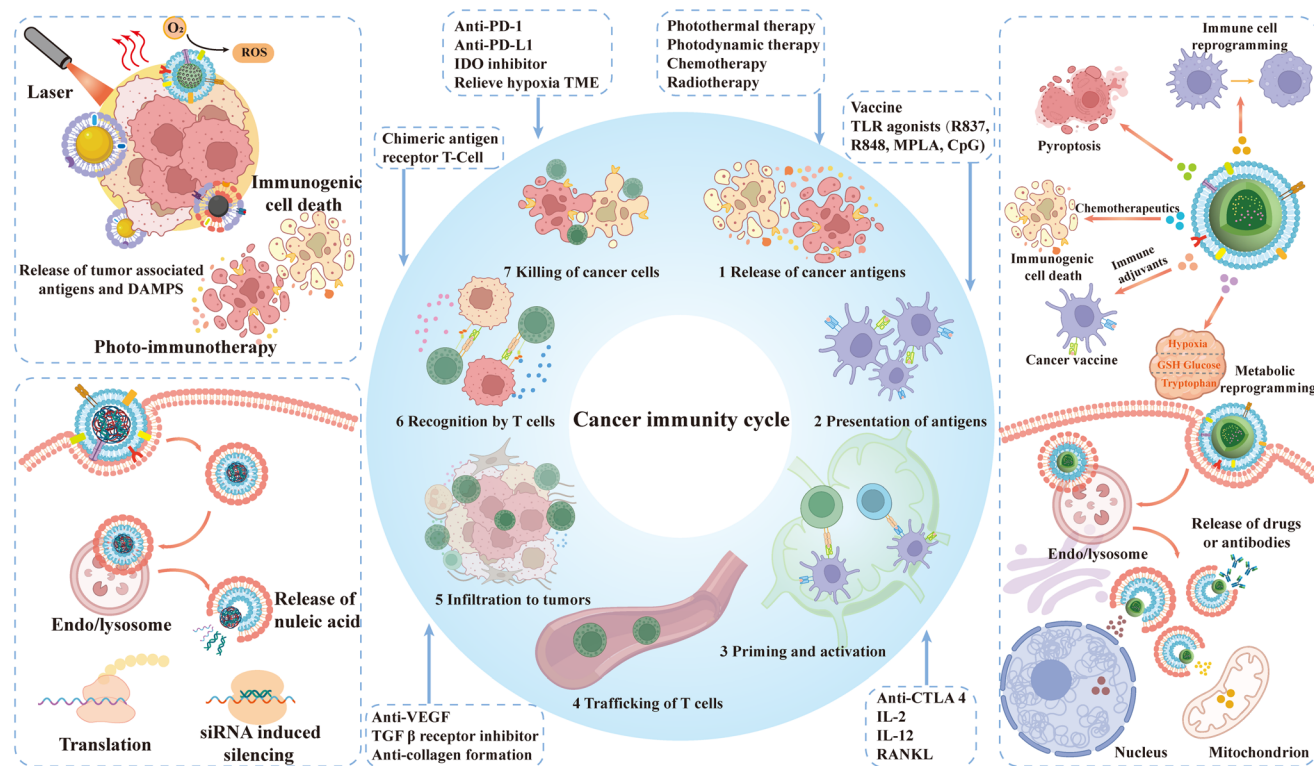 O₂
ROS
Laser
Immunogenic
cell death
Release of tumor associated
antigens and DAMPS
Photo-immunotherapy
Endo/lysosome
Release of
nuleic acid
Translation
siRNA induced
silencing
Anti-PD-1
Anti-PD-L1
IDO inhibitor
Relieve hypoxia TME
Photothermal therapy
Photodynamic therapy
Chemotherapy
Radiotherapy
Chimeric antigen
receptor T-Cell
Vaccine
TLR agonists (R837,
R848, MPLA, CpG)
7 Killing of cancer cells
1 Release of cancer antigens
6 Recognition by T cells
Cancer immunity cycle
2 Presentation of antigens
5 Infiltration to tumors
3 Priming and activation
4 Trafficking of T cells
Anti-VEGF
TGF β receptor inhibitor
Anti-collagen formation
Anti-CTLA 4
IL-2
IL-12
RANKL
Immune cell
reprogramming
Pyroptosis
Chemotherapeutics
Immunogenic
cell death
Immune
adjuvants
Cancer vaccine
Hypoxia
GSH Glucose
Tryptophan
Metabolic
reprogramming
Endo/lysosome
Release of drugs
or antibodies
Nucleus
Mitochondrion